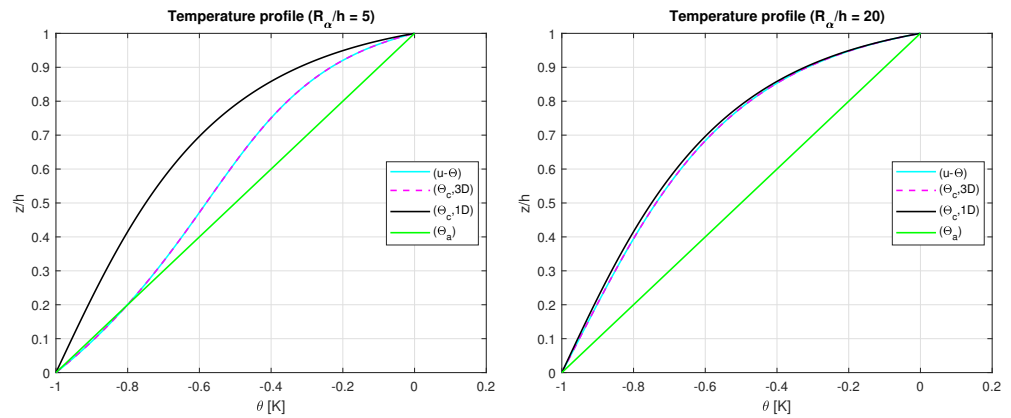 Temperature profile (R_α/h = 5)
1
0.9
0.8
0.7
0.6
0.5
0.4
0.3
0.2
0.1
0
z/h
-1 -0.8 -0.6 -0.4 -0.2 0 0.2
θ [K]
(u-Θ)
(Θ_c,3D)
(Θ_c,1D)
(Θ_a)
Temperature profile (R_α/h = 20)
1
0.9
0.8
0.7
0.6
0.5
0.4
0.3
0.2
0.1
0
z/h
-1 -0.8 -0.6 -0.4 -0.2 0 0.2
θ [K]
(u-Θ)
(Θ_c,3D)
(Θ_c,1D)
(Θ_a)